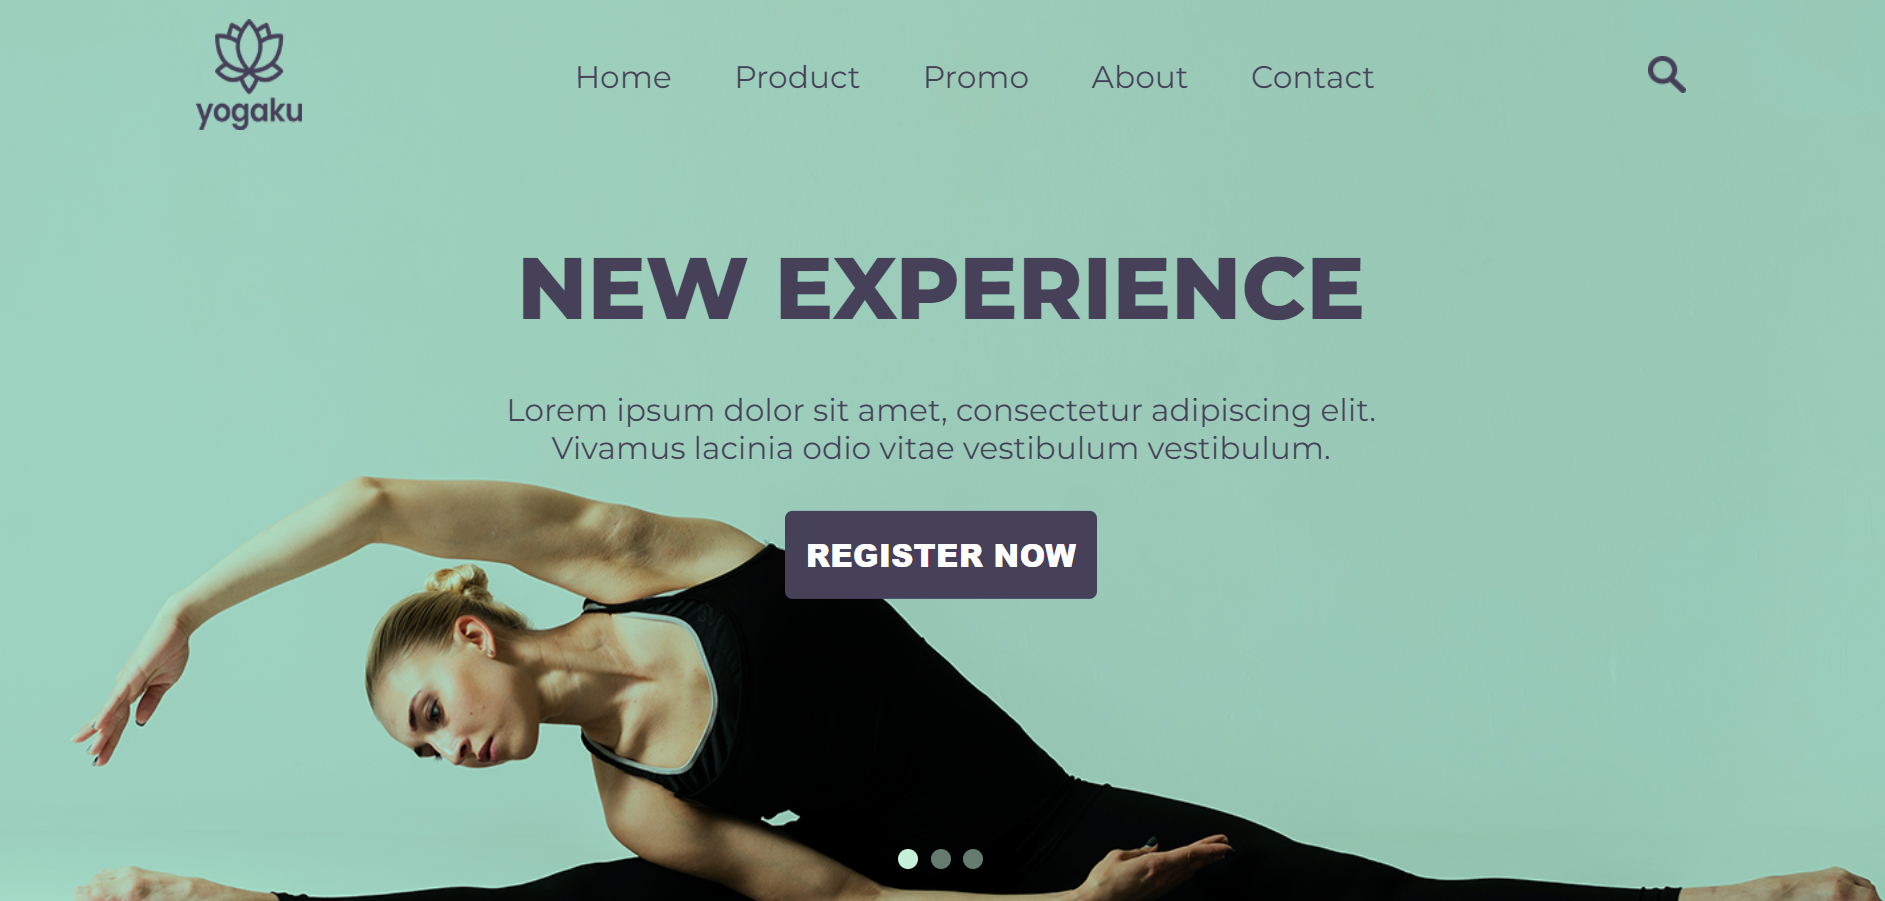 yogaku
Home
Product
Promo
About
Contact
NEW EXPERIENCE
Lorem ipsum dolor sit amet, consectetur adipiscing elit.
Vivamus lacinia odio vitae vestibulum vestibulum.
REGISTER NOW